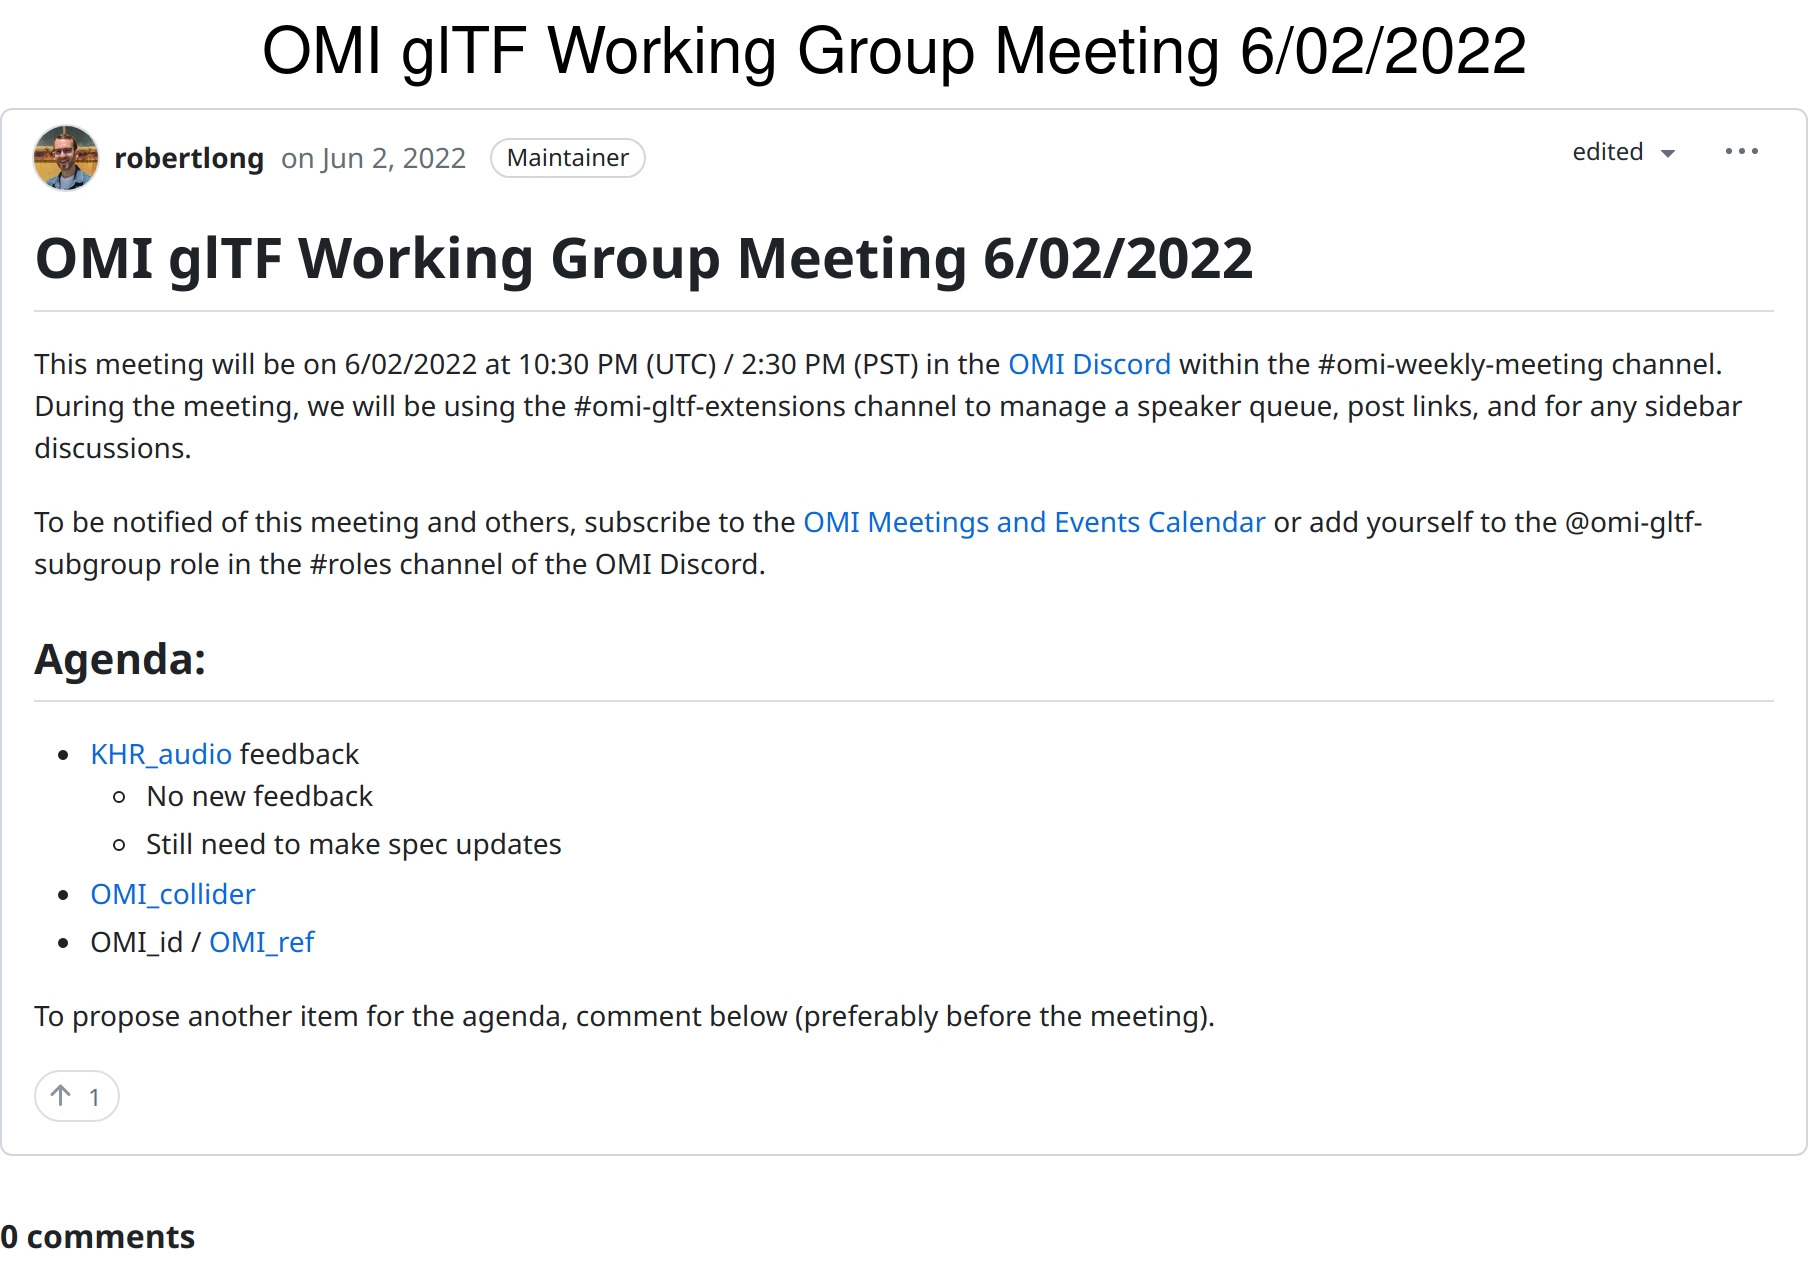 OMI glTF Working Group Meeting 6/02/2022
robertlong on Jun 2, 2022 Maintainer edited
OMI glTF Working Group Meeting 6/02/2022
This meeting will be on 6/02/2022 at 10:30 PM (UTC) / 2:30 PM (PST) in the OMI Discord within the #omi-weekly-meeting channel.
During the meeting, we will be using the #omi-gltf-extensions channel to manage a speaker queue, post links, and for any sidebar
discussions.
To be notified of this meeting and others, subscribe to the OMI Meetings and Events Calendar or add yourself to the @omi-gltf-
subgroup role in the #roles channel of the OMI Discord.
Agenda:
KHR_audio feedback
No new feedback
Still need to make spec updates
OMI_collider
OMI_id / OMI_ref
To propose another item for the agenda, comment below (preferably before the meeting).
1
0 comments